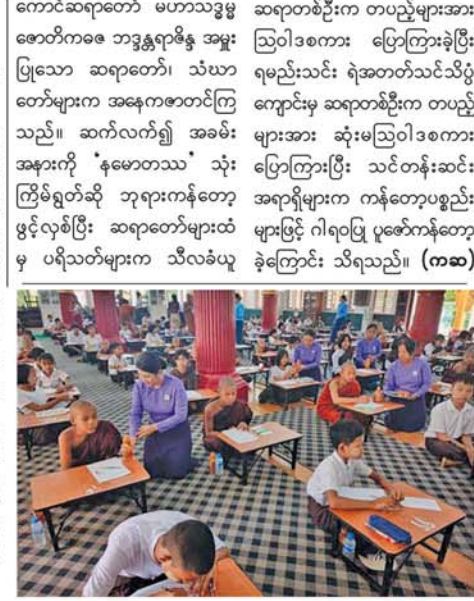 ကောင်ဆရာတော် မဟာသဒ္ဓမ္မ
ဇောတိကဓဇ ဘဒ္ဒန္တရာဇိန္ဒ အမှူး
ပြုသော ဆရာတော်၊ သံဃာ
တော်များက အနေကဇာတင်ကြ
သည်။ ဆက်လက်၍ အခမ်း
အနားကို 'နမောတဿ' သုံး
ကြိမ်ရွတ်ဆို ဘုရားကန်တော့
ဖွင့်လှစ်ပြီး ဆရာတော်များထံ
မှ ပရိသတ်များက သီလခံယူ
ဆရာတစ်ဦးက တပည့်များအား
ဩဝါဒစကား ပြောကြားခဲ့ပြီး
ရမည်းသင်း ရဲအတတ်သင်သိပ္ပံ
ကျောင်းမှ ဆရာတစ်ဦးက တပည့်
များအား ဆုံးမဩဝါဒစကား
ပြောကြားပြီး သင်တန်းဆင်း
အရာရှိများက ကန်တော့ပစ္စည်း
များဖြင့် ဂါရဝပြု ပူဇော်ကန်တော့
ခဲ့ကြောင်း သိရသည်။ (ကဆ)